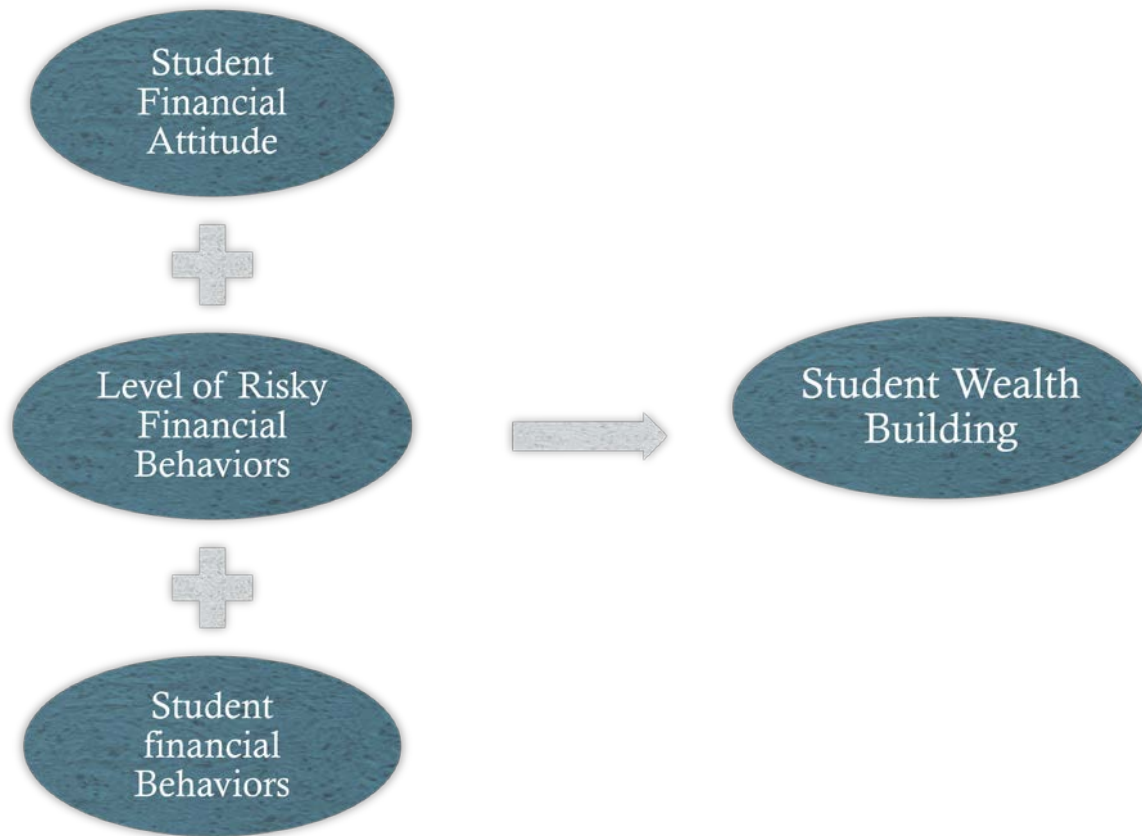 Student
Financial
Attitude
Level of Risky
Financial
Behaviors
Student Wealth
Building
Student
financial
Behaviors